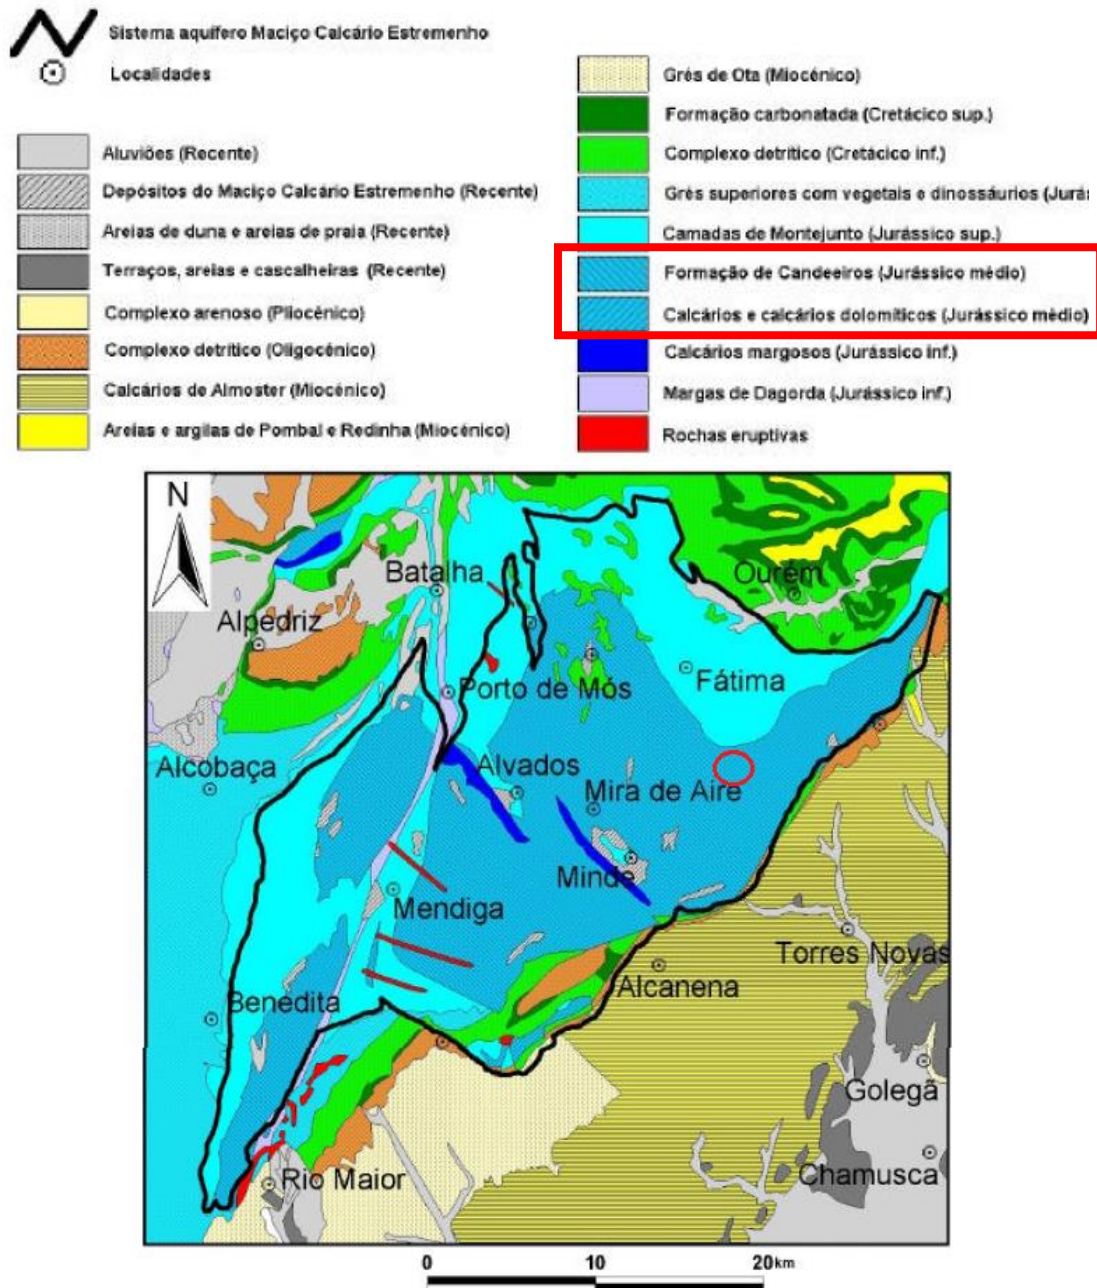 Sistema aquífero Maciço Calcário Estremenho
Localidades
Aluviões (Recente)
Depósitos do Maciço Calcário Estremenho (Recente)
Areias de duna e areias de praia (Recente)
Terraços, areias e cascalheiras (Recente)
Complexo arenoso (Pliocénico)
Complexo detrítico (Oligocénico)
Calcários de Almoster (Miocénico)
Areias e argilas de Pombal e Redinha (Miocénico)
Grés de Ota (Miocénico)
Formação carbonatada (Cretácico sup.)
Complexo detrítico (Cretácico inf.)
Grés superiores com vegetais e dinossáurios (Jurás
Camadas de Montejunto (Jurássico sup.)
Formação de Candeeiros (Jurássico médio)
Calcários e calcários dolomíticos (Jurássico médio)
Calcários margosos (Jurássico inf.)
Margas de Dagorda (Jurássico inf.)
Rochas eruptivas
N
Batalha
Ourém
Alpedriz
Fátima
Porto de Mós
Alcobaça
Alvados
Mira de Aire
Minde
Mendiga
Torres Novas
Alcanena
Benedita
Golegã
Rio Maior
Chamusca
0 10 20 km